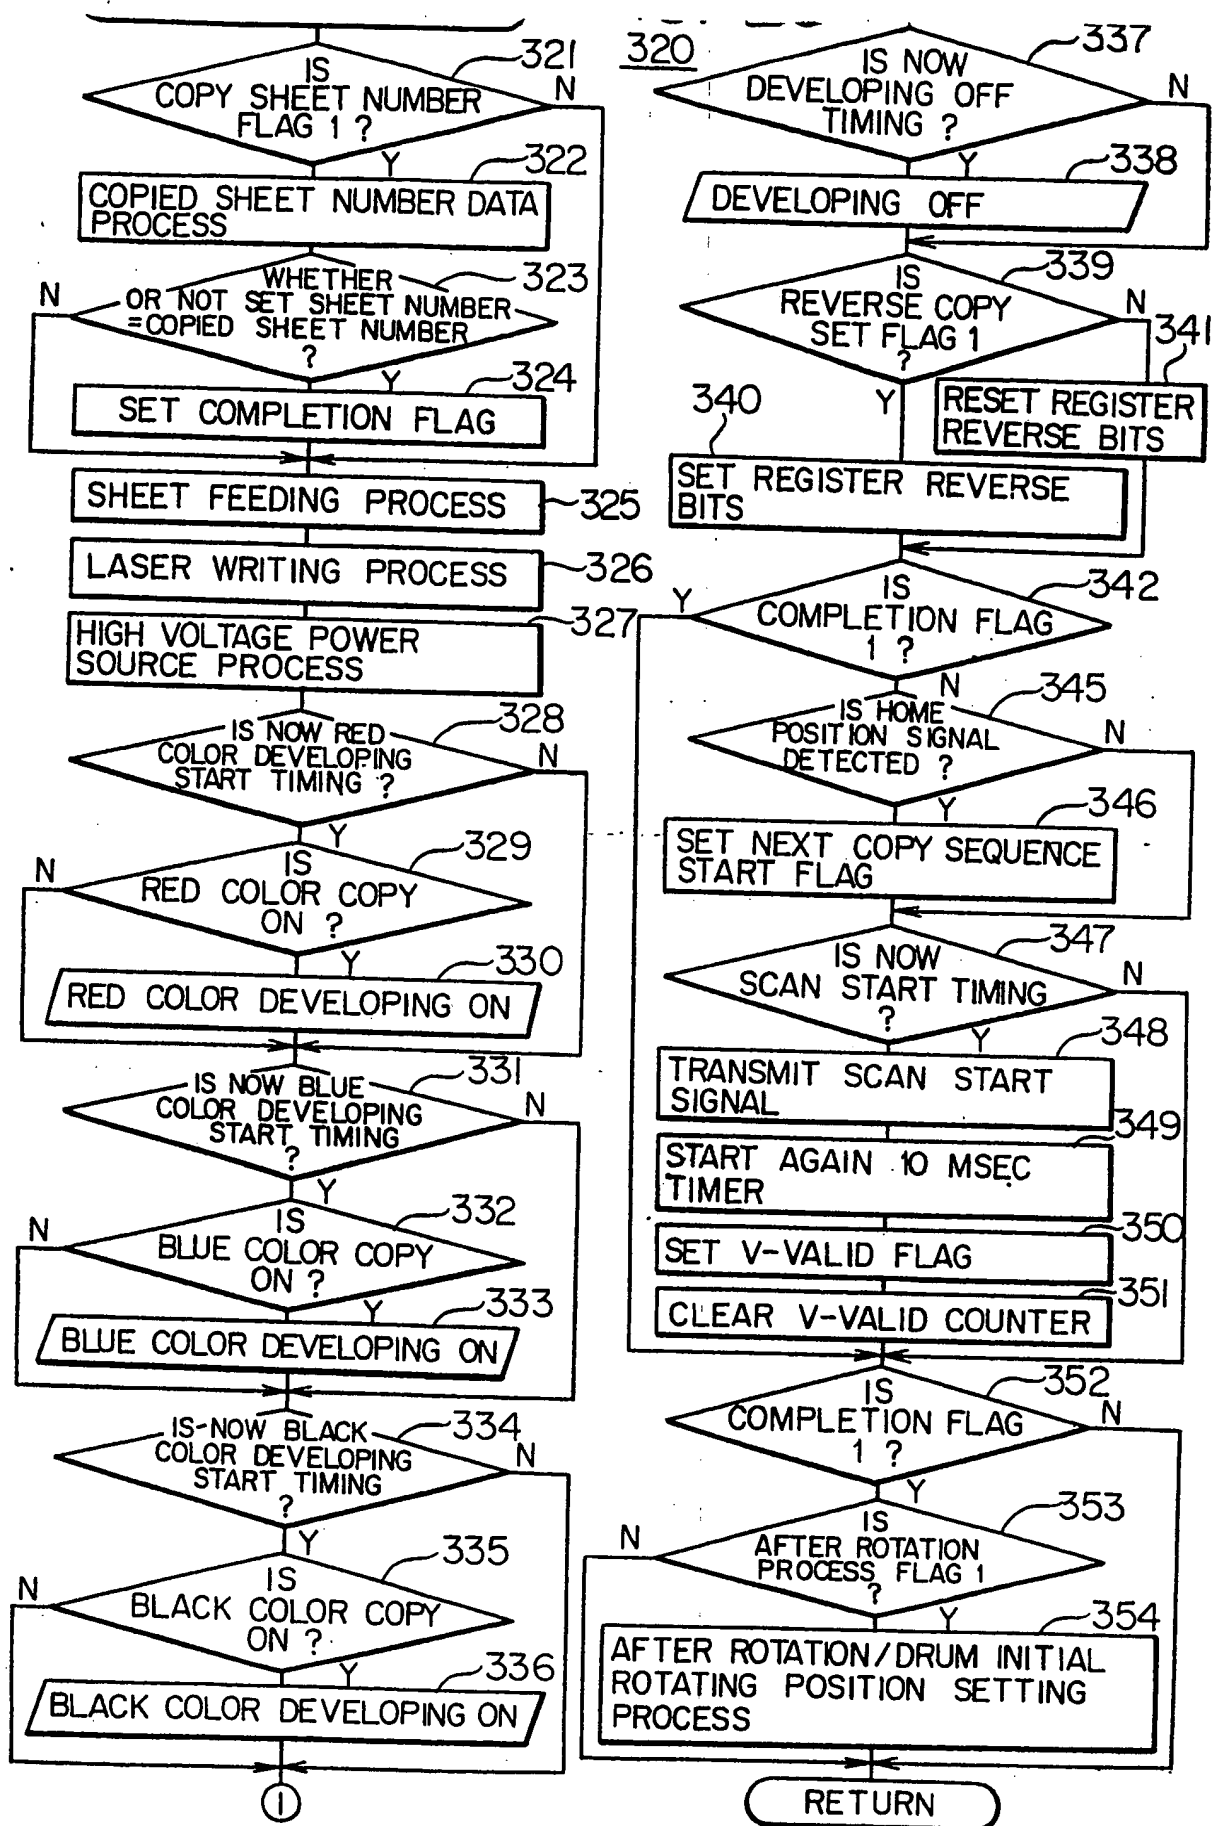 321
IS
COPY SHEET NUMBER
FLAG 1 ?
N
Y
322
COPIED SHEET NUMBER DATA
PROCESS
323
WHETHER
OR NOT SET SHEET NUMBER
=COPIED SHEET NUMBER
?
N
Y
324
SET COMPLETION FLAG
SHEET FEEDING PROCESS
325
LASER WRITING PROCESS
326
327
HIGH VOLTAGE POWER
SOURCE PROCESS
328
IS NOW RED
COLOR DEVELOPING
START TIMING ?
N
Y
329
IS
RED COLOR COPY
ON ?
N
Y
330
RED COLOR DEVELOPING ON
331
IS NOW BLUE
COLOR DEVELOPING
START TIMING
?
N
Y
332
IS
BLUE COLOR COPY
ON ?
N
Y
333
BLUE COLOR DEVELOPING ON
334
IS-NOW BLACK
COLOR DEVELOPING
START TIMING
?
N
Y
335
IS
BLACK COLOR COPY
ON ?
N
Y
336
BLACK COLOR DEVELOPING ON
1
320
337
IS NOW
DEVELOPING OFF
TIMING ?
N
Y
338
DEVELOPING OFF
339
IS
REVERSE COPY
SET FLAG 1
?
N
Y
341
RESET REGISTER
REVERSE BITS
340
SET REGISTER REVERSE
BITS
342
IS
COMPLETION FLAG
1 ?
Y
N
345
IS HOME
POSITION SIGNAL
DETECTED ?
N
Y
346
SET NEXT COPY SEQUENCE
START FLAG
347
IS NOW
SCAN START TIMING
?
N
Y
348
TRANSMIT SCAN START
SIGNAL
349
START AGAIN 10 MSEC
TIMER
350
SET V-VALID FLAG
351
CLEAR V-VALID COUNTER
352
IS
COMPLETION FLAG
1 ?
N
Y
353
IS
AFTER ROTATION
PROCESS FLAG 1
?
N
Y
354
AFTER ROTATION/DRUM INITIAL
ROTATING POSITION SETTING
PROCESS
RETURN